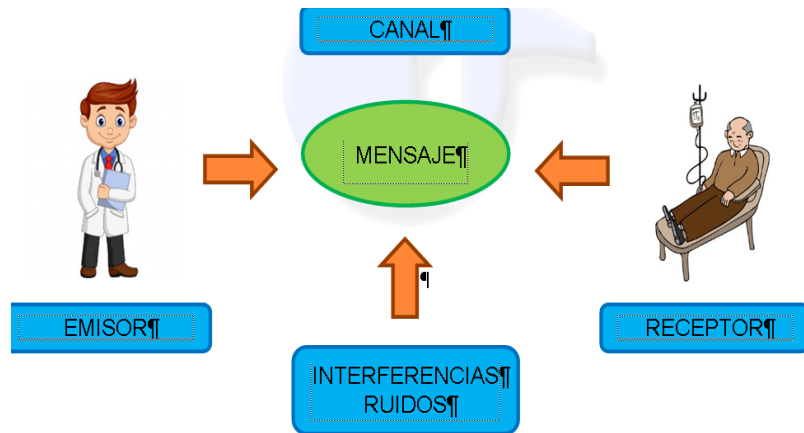 CANAL¶
MENSAJE¶
¶
EMISOR¶
RECEPTOR¶
INTERFERENCIAS¶
RUIDOS¶